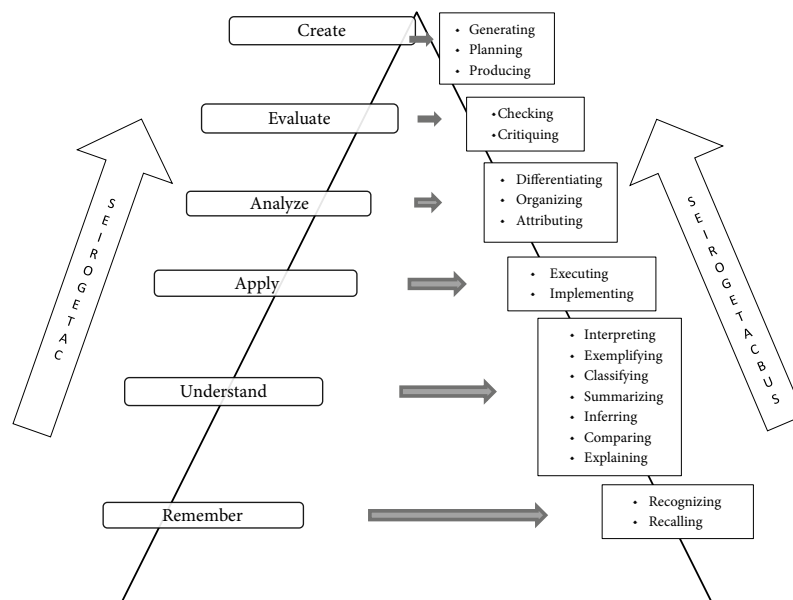 Create
• Generating
• Planning
• Producing
Evaluate
•Checking
•Critiquing
Analyze
• Differentiating
• Organizing
• Attributing
Apply
• Executing
• Implementing
Understand
• Interpreting
• Exemplifying
• Classifying
• Summarizing
• Inferring
• Comparing
• Explaining
Remember
• Recognizing
• Recalling
SEIROGETAC
SEIROGETACBUS